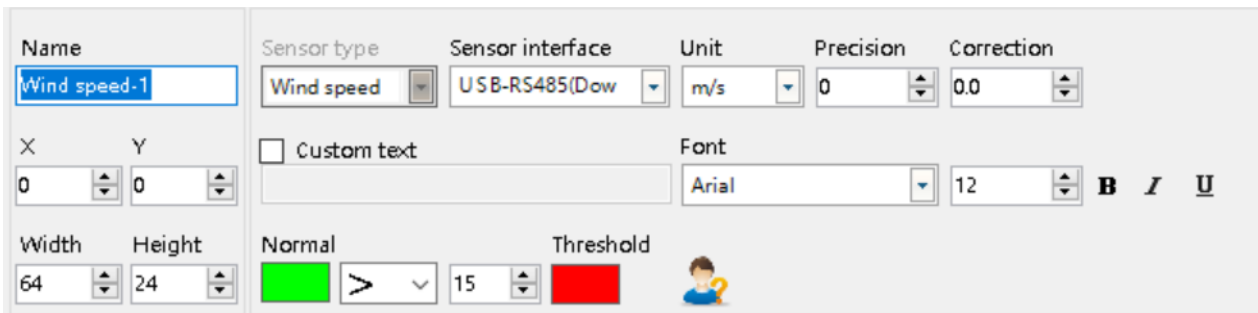 Name Sensor type Sensor interface Unit Precision Correction
Wind speed-1 Wind speed USB-RS485(Dow m/s 0 0.0
X Y Custom text Font
0 0 Arial 12 B I U
Width Height Normal Threshold
64 24 > 15